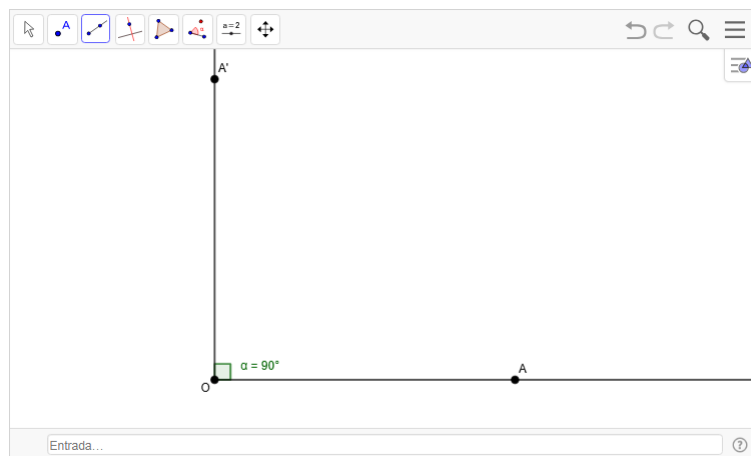 A
a=2
A'
α = 90°
A
O
Entrada…